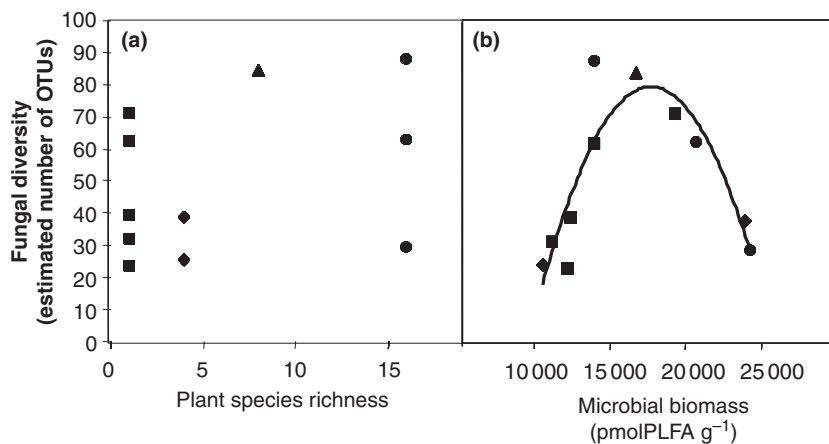 Fungal diversity
(estimated number of OTUs)
100
90
80
70
60
50
40
30
20
10
0
(a)
0 5 10 15
Plant species richness
(b)
10 000 15 000 20 000 25 000
Microbial biomass
(pmolPLFA g⁻¹)